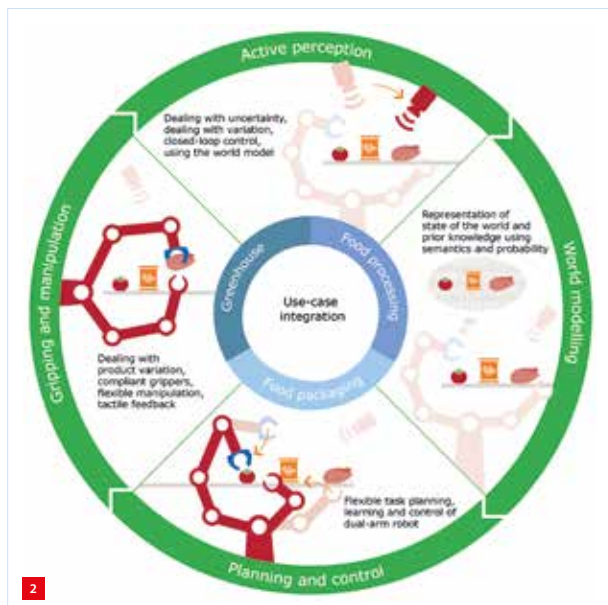 Active perception
Dealing with uncertainty,
dealing with variation,
closed-loop control,
using the world model
Representation of
state of the world and
prior knowledge using
semantics and probability
World modelling
Gripping and manipulation
Greenhouse
Food processing
Use-case
integration
Food packaging
Dealing with
product variation,
compliant grippers,
flexible manipulation,
tactile feedback
Flexible task planning,
learning and control of
dual-arm robot
Planning and control
2